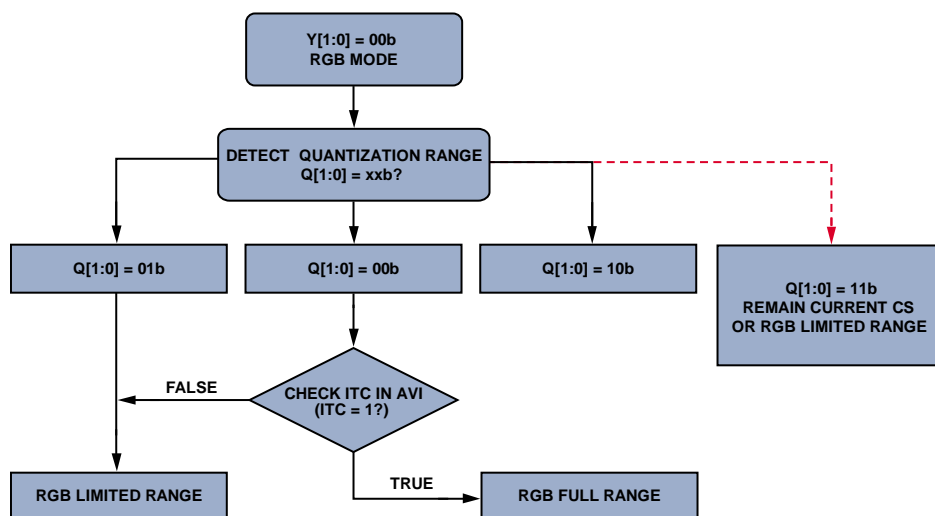 Y[1:0] = 00b
RGB MODE
DETECT QUANTIZATION RANGE
Q[1:0] = xxb?
Q[1:0] = 01b
Q[1:0] = 00b
Q[1:0] = 10b
Q[1:0] = 11b
REMAIN CURRENT CS
OR RGB LIMITED RANGE
FALSE
CHECK ITC IN AVI
(ITC = 1?)
TRUE
RGB LIMITED RANGE
RGB FULL RANGE